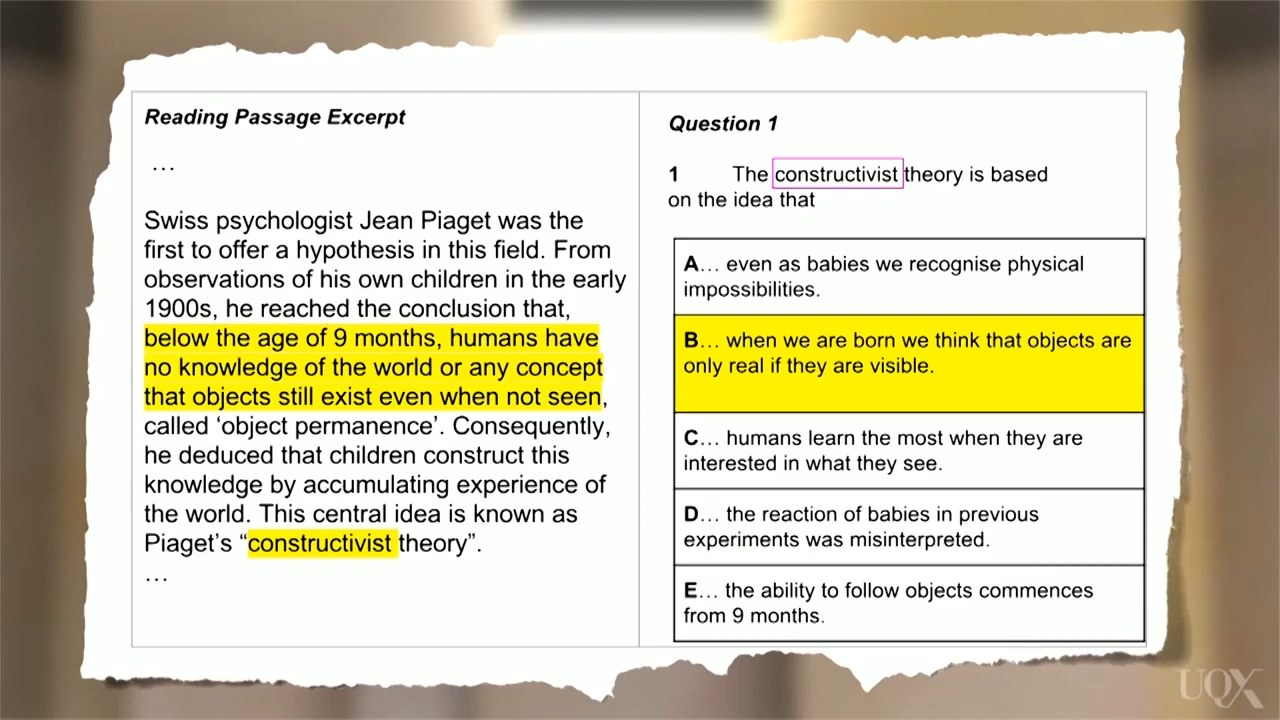 Reading Passage Excerpt
…
Swiss psychologist Jean Piaget was the
first to offer a hypothesis in this field. From
observations of his own children in the early
1900s, he reached the conclusion that,
below the age of 9 months, humans have
no knowledge of the world or any concept
that objects still exist even when not seen,
called ‘object permanence’. Consequently,
he deduced that children construct this
knowledge by accumulating experience of
the world. This central idea is known as
Piaget’s “constructivist theory”.
…
Question 1
1 The constructivist theory is based
on the idea that
A… even as babies we recognise physical
impossibilities.
B… when we are born we think that objects are
only real if they are visible.
C… humans learn the most when they are
interested in what they see.
D… the reaction of babies in previous
experiments was misinterpreted.
E… the ability to follow objects commences
from 9 months.
UQX